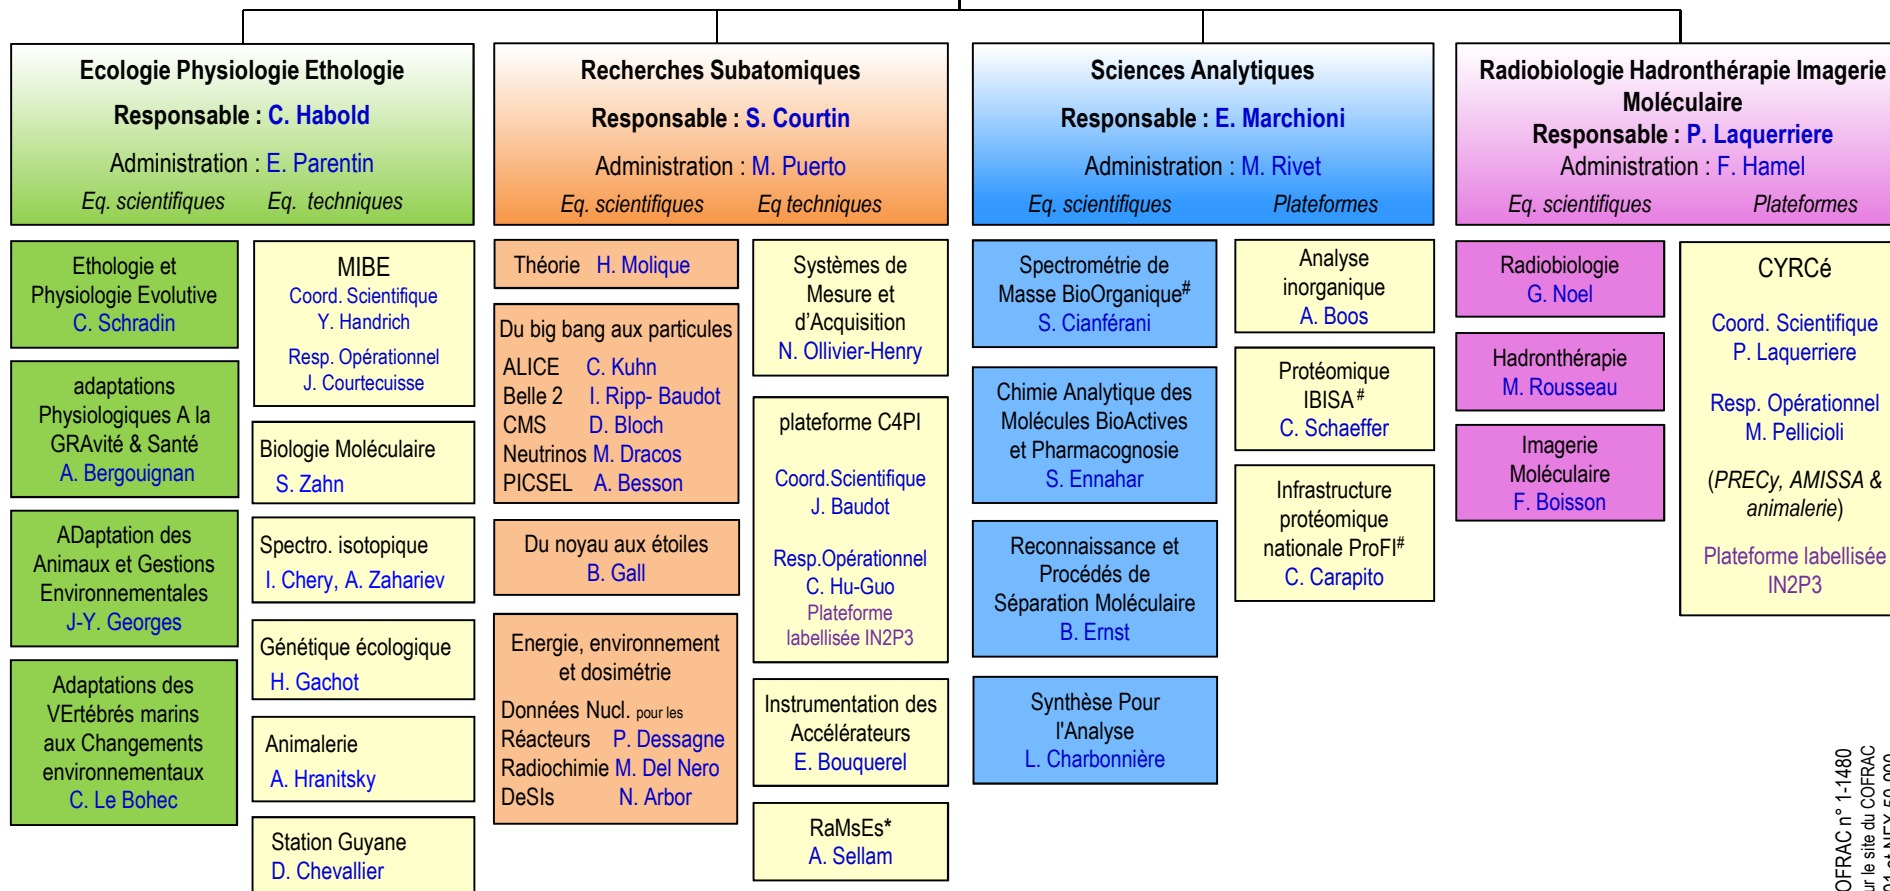 Ecologie Physiologie Ethologie
Responsable : C. Habold
Administration : E. Parentin
Eq. scientifiques Eq. techniques
Ethologie et
Physiologie Evolutive
C. Schradin
adaptations
Physiologiques A la
GRAvité & Santé
A. Bergouignan
ADaptation des
Animaux et Gestions
Environnementales
J-Y. Georges
Adaptations des
VErtébrés marins
aux Changements
environnementaux
C. Le Bohec
MIBE
Coord. Scientifique
Y. Handrich
Resp. Opérationnel
J. Courtecuisse
Biologie Moléculaire
S. Zahn
Spectro. isotopique
I. Chery, A. Zahariev
Génétique écologique
H. Gachot
Animalerie
A. Hranitsky
Station Guyane
D. Chevallier
Recherches Subatomiques
Responsable : S. Courtin
Administration : M. Puerto
Eq. scientifiques Eq techniques
Théorie H. Molique
Du big bang aux particules
ALICE C. Kuhn
Belle 2 I. Ripp- Baudot
CMS D. Bloch
Neutrinos M. Dracos
PICSEL A. Besson
Du noyau aux étoiles
B. Gall
Energie, environnement
et dosimétrie
Données Nucl. pour les
Réacteurs P. Dessagne
Radiochimie M. Del Nero
DeSIs N. Arbor
Systèmes de
Mesure et
d'Acquisition
N. Ollivier-Henry
plateforme C4PI
Coord.Scientifique
J. Baudot
Resp.Opérationnel
C. Hu-Guo
Plateforme
labellisée IN2P3
Instrumentation des
Accélérateurs
E. Bouquerel
RaMsEs*
A. Sellam
Sciences Analytiques
Responsable : E. Marchioni
Administration : M. Rivet
Eq. scientifiques Plateformes
Spectrométrie de
Masse BioOrganique#
S. Cianférani
Chimie Analytique des
Molécules BioActives
et Pharmacognosie
S. Ennahar
Reconnaissance et
Procédés de
Séparation Moléculaire
B. Ernst
Synthèse Pour
l'Analyse
L. Charbonnière
Analyse
inorganique
A. Boos
Protéomique
IBISA #
C. Schaeffer
Infrastructure
protéomique
nationale ProFI#
C. Carapito
Radiobiologie Hadronthérapie Imagerie
Moléculaire
Responsable : P. Laquerriere
Administration : F. Hamel
Eq. scientifiques Plateformes
Radiobiologie
G. Noel
Hadronthérapie
M. Rousseau
Imagerie
Moléculaire
F. Boisson
CYRCé
Coord. Scientifique
P. Laquerriere
Resp. Opérationnel
M. Pellicioli
(PRECy, AMISSA &
animalerie)
Plateforme labellisée
IN2P3
OFRAC n° 1-1480
ur le site du COFRAC